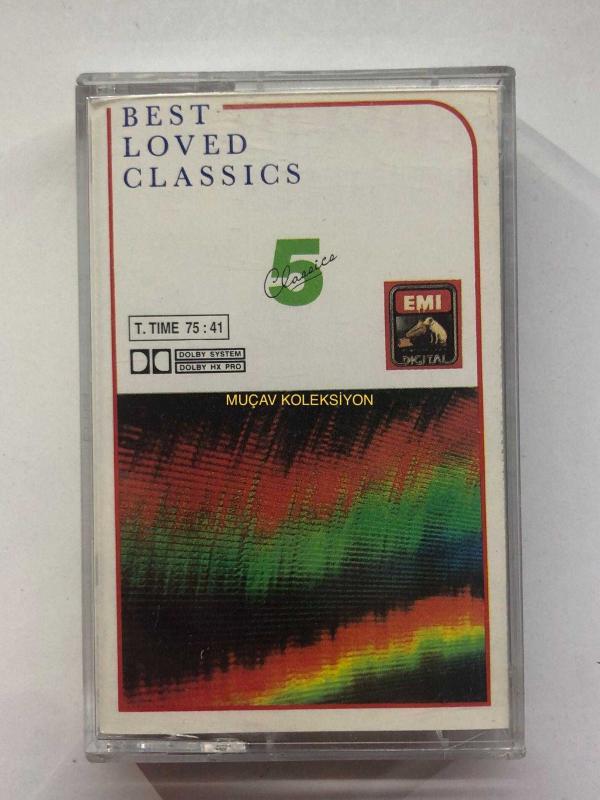 BEST
LOVED
CLASSICS
5
Classics
EMI
DIGITAL
T. TIME 75:41
DOLBY SYSTEM
DOLBY HX PRO
MUÇAV KOLEKSİYON